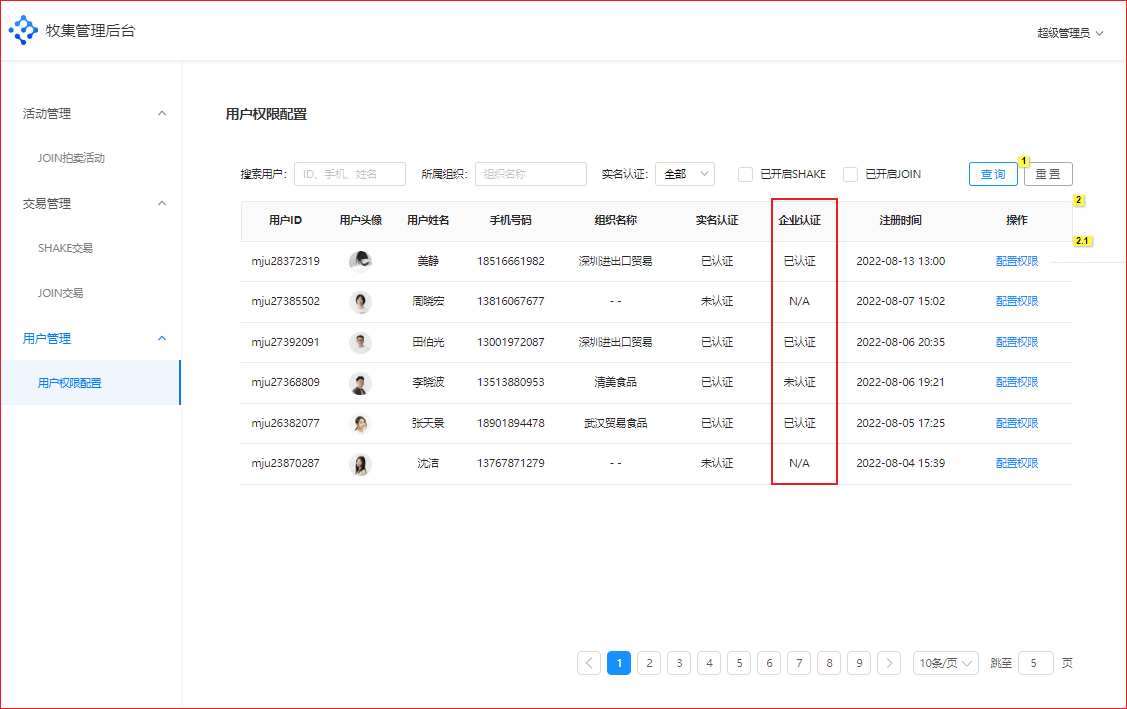 牧集管理后台
超级管理员
活动管理
JOIN拍卖活动
交易管理
SHAKE交易
JOIN交易
用户管理
用户权限配置
用户权限配置
搜索用户: ID、手机、姓名 所属组织: 组织名称 实名认证: 全部 已开启SHAKE 已开启JOIN 查 询 1 重 置
2
用户ID 用户头像 用户姓名 手机号码 组织名称 实名认证 企业认证 注册时间 操作
2.1
mju28372319 美静 18516661982 深圳进出口贸易 已认证 已认证 2022-08-13 13:00 配置权限
mju27385502 周晓宏 13816067677 - - 未认证 N/A 2022-08-07 15:02 配置权限
mju27392091 田伯光 13001972087 深圳进出口贸易 已认证 已认证 2022-08-06 20:35 配置权限
mju27368809 李晓波 13513880953 清美食品 已认证 未认证 2022-08-06 19:21 配置权限
mju26382077 张天景 18901894478 武汉贸易食品 已认证 已认证 2022-08-05 17:25 配置权限
mju23870287 沈洁 13767871279 - - 未认证 N/A 2022-08-04 15:39 配置权限
1 2 3 4 5 6 7 8 9 10条/页 跳至 5 页